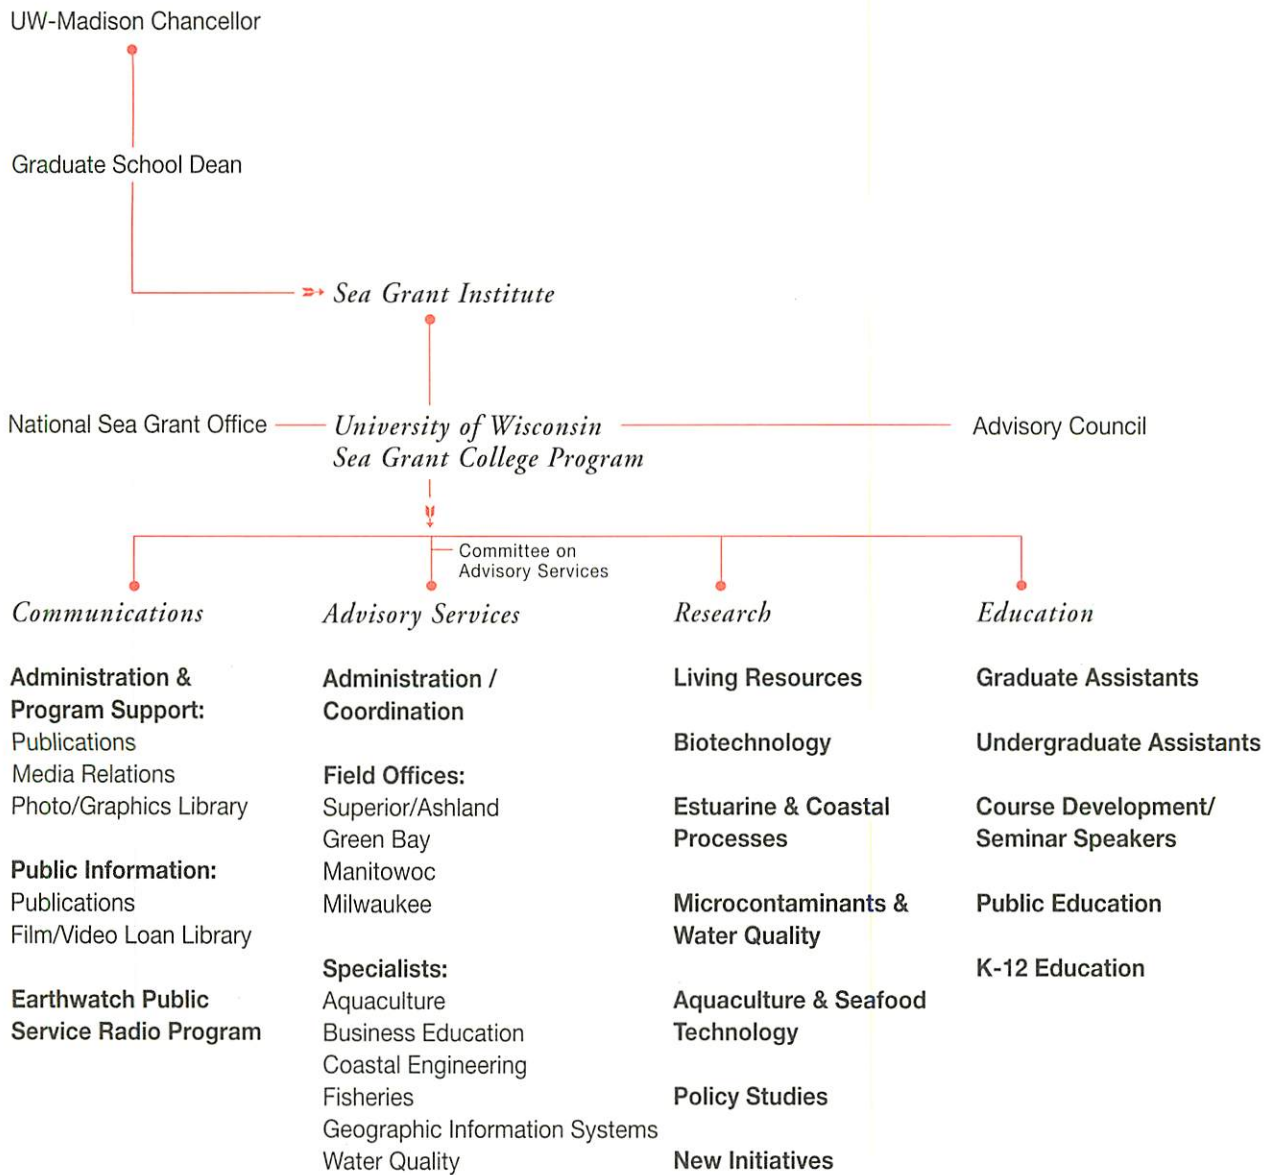 UW-Madison Chancellor
Graduate School Dean
Sea Grant Institute
National Sea Grant Office
University of Wisconsin
Sea Grant College Program
Advisory Council
Committee on
Advisory Services
Communications
Administration &
Program Support:
Publications
Media Relations
Photo/Graphics Library
Public Information:
Publications
Film/Video Loan Library
Earthwatch Public
Service Radio Program
Advisory Services
Administration /
Coordination
Field Offices:
Superior/Ashland
Green Bay
Manitowoc
Milwaukee
Specialists:
Aquaculture
Business Education
Coastal Engineering
Fisheries
Geographic Information Systems
Water Quality
Research
Living Resources
Biotechnology
Estuarine & Coastal
Processes
Microcontaminants &
Water Quality
Aquaculture & Seafood
Technology
Policy Studies
New Initiatives
Education
Graduate Assistants
Undergraduate Assistants
Course Development/
Seminar Speakers
Public Education
K-12 Education